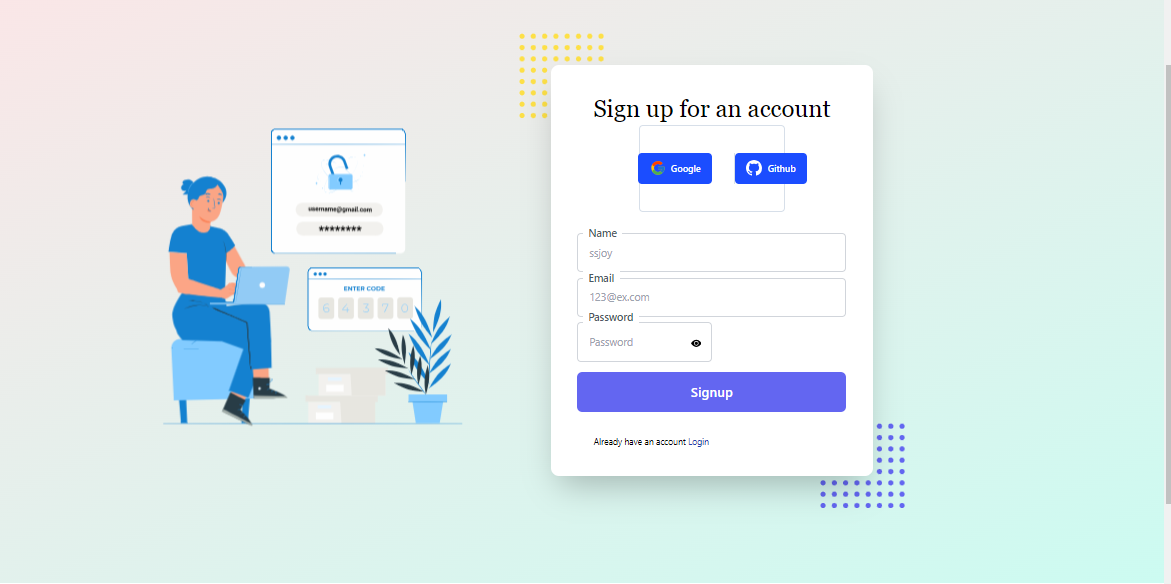 Sign up for an account
Google
Github
username@gmail.com
********
ENTER CODE
6 4 3 7 0
Name
ssjoy
Email
123@ex.com
Password
Password
Signup
Already have an account Login